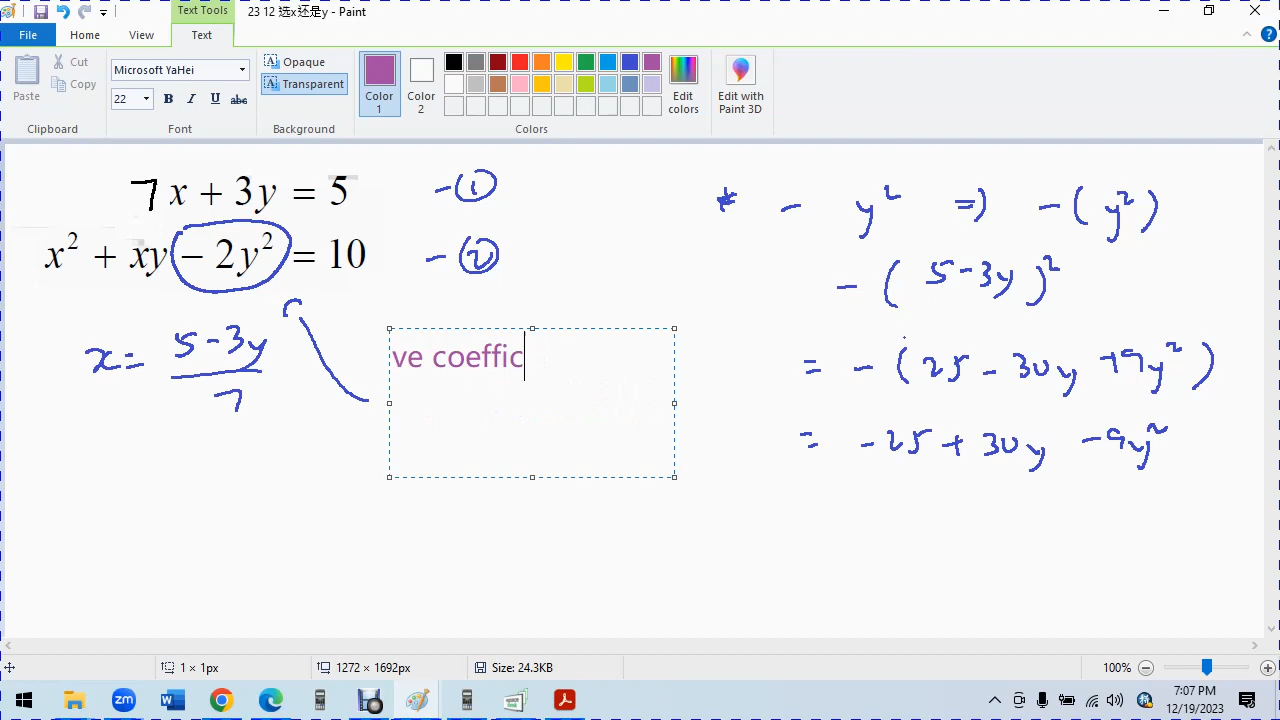 Text Tools
23 12 选x还是y - Paint
File
Home
View
Text
Cut
Copy
Paste
Microsoft YaHei
22
B I U abc
Opaque
Transparent
Color 1
Color 2
Edit colors
Edit with Paint 3D
Clipboard
Font
Background
Colors
7x + 3y = 5 -①
x² + xy - 2y² = 10 -②
x = (5-3y)/7
ve coeffic
* - y² => -(y²)
-(5-3y)²
= -(25-30y+9y²)
= -25+30y-9y²
1 × 1px
1272 × 1692px
Size: 24.3KB
100%
zm
7:07 PM
12/19/2023